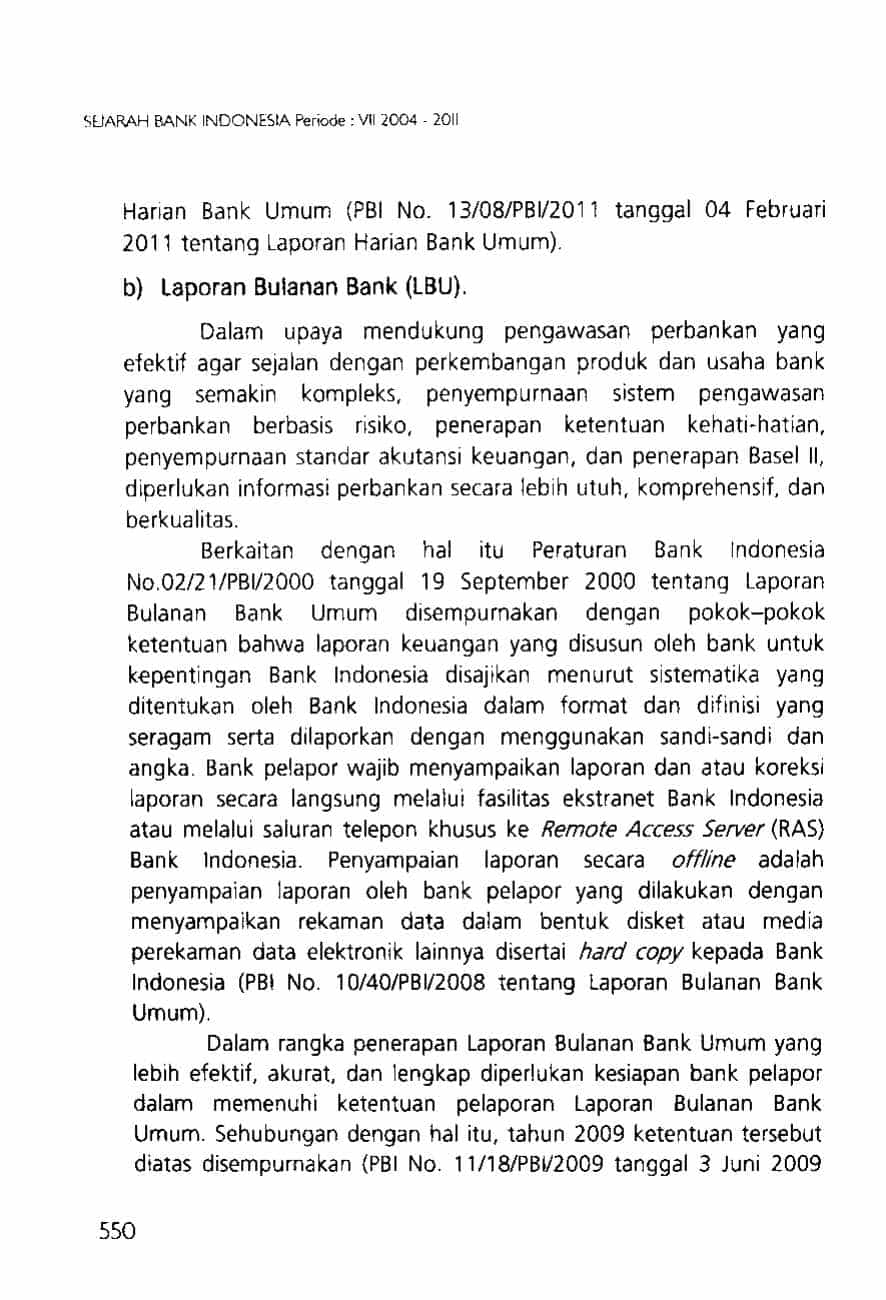 SEJARAH BANK INDONESIA Periode : VII 2004 - 2011
Harian Bank Umum (PBI No. 13/08/PBI/2011 tanggal 04 Februari
2011 tentang Laporan Harian Bank Umum).
b) Laporan Bulanan Bank (LBU).
Dalam upaya mendukung pengawasan perbankan yang
efektif agar sejalan dengan perkembangan produk dan usaha bank
yang semakin kompleks, penyempurnaan sistem pengawasan
perbankan berbasis risiko, penerapan ketentuan kehati-hatian,
penyempurnaan standar akutansi keuangan, dan penerapan Basel II,
diperlukan informasi perbankan secara lebih utuh, komprehensif, dan
berkualitas.
Berkaitan dengan hal itu Peraturan Bank Indonesia
No.02/21/PBI/2000 tanggal 19 September 2000 tentang Laporan
Bulanan Bank Umum disempurnakan dengan pokok–pokok
ketentuan bahwa laporan keuangan yang disusun oleh bank untuk
kepentingan Bank Indonesia disajikan menurut sistematika yang
ditentukan oleh Bank Indonesia dalam format dan difinisi yang
seragam serta dilaporkan dengan menggunakan sandi-sandi dan
angka. Bank pelapor wajib menyampaikan laporan dan atau koreksi
laporan secara langsung melalui fasilitas ekstranet Bank Indonesia
atau melalui saluran telepon khusus ke Remote Access Server (RAS)
Bank Indonesia. Penyampaian laporan secara offline adalah
penyampaian laporan oleh bank pelapor yang dilakukan dengan
menyampaikan rekaman data dalam bentuk disket atau media
perekaman data elektronik lainnya disertai hard copy kepada Bank
Indonesia (PBI No. 10/40/PBI/2008 tentang Laporan Bulanan Bank
Umum).
Dalam rangka penerapan Laporan Bulanan Bank Umum yang
lebih efektif, akurat, dan lengkap diperlukan kesiapan bank pelapor
dalam memenuhi ketentuan pelaporan Laporan Bulanan Bank
Umum. Sehubungan dengan hal itu, tahun 2009 ketentuan tersebut
diatas disempurnakan (PBI No. 11/18/PBI/2009 tanggal 3 Juni 2009
550